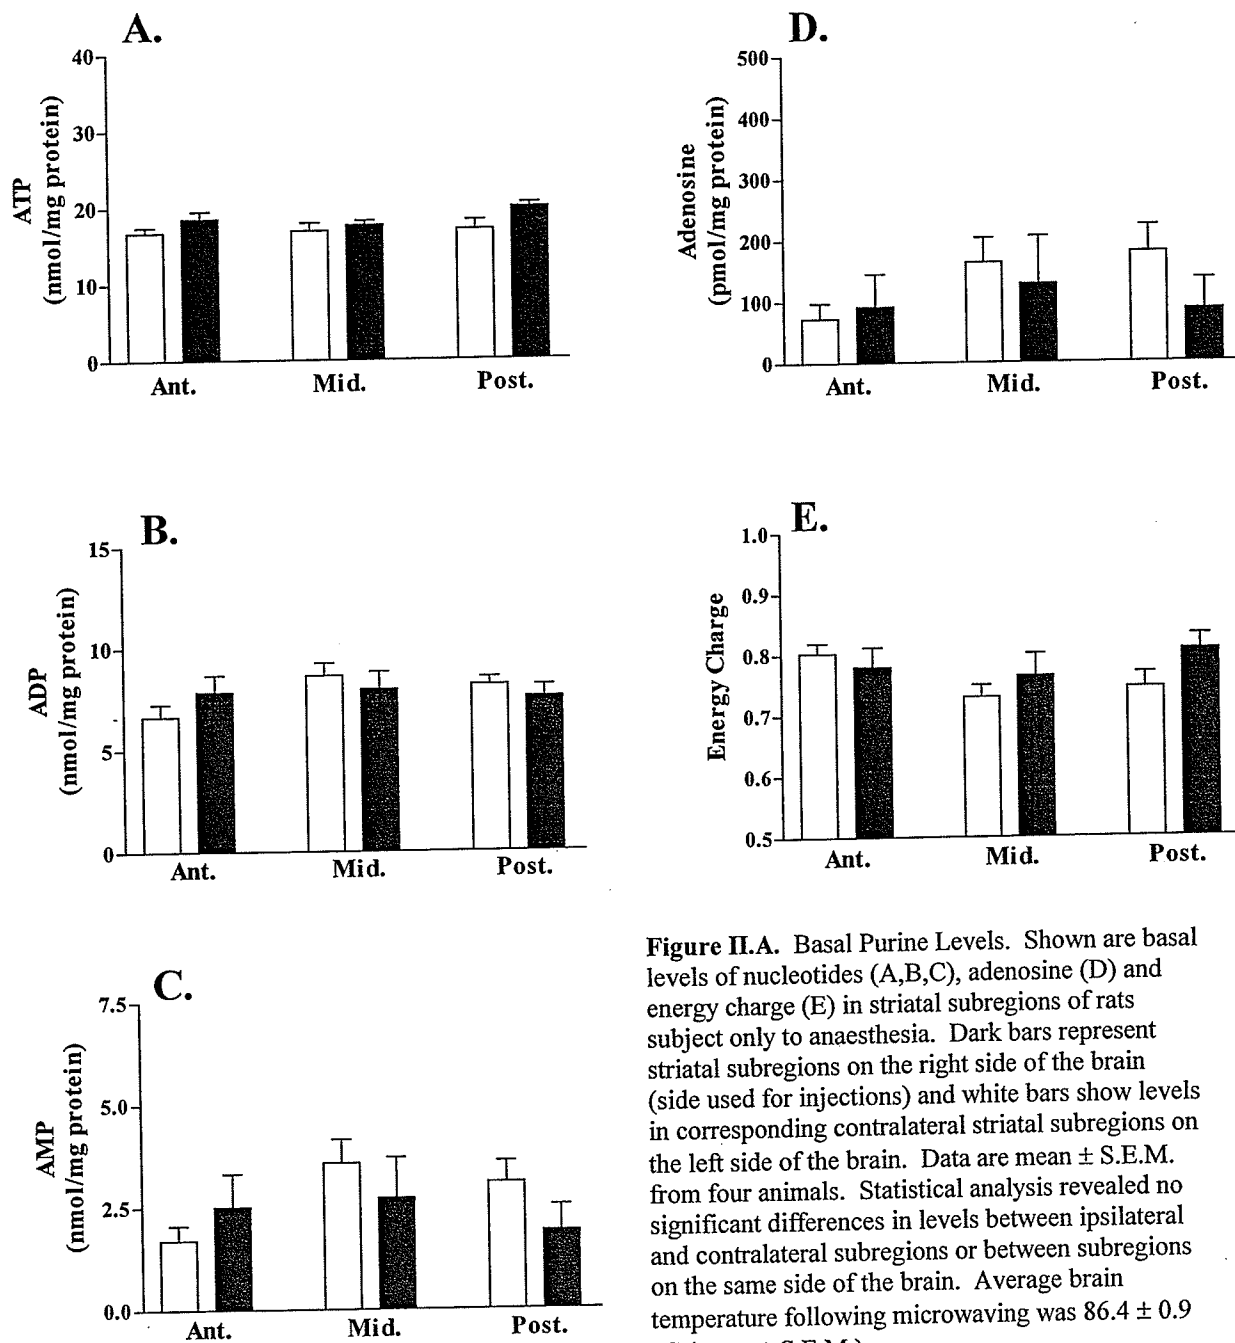 A.
40
30
20
10
0
ATP
(nmol/mg protein)
Ant.
Mid.
Post.
B.
15
10
5
0
ADP
(nmol/mg protein)
Ant.
Mid.
Post.
C.
7.5
5.0
2.5
0.0
AMP
(nmol/mg protein)
Ant.
Mid.
Post.
D.
500
400
300
200
100
0
Adenosine
(pmol/mg protein)
Ant.
Mid.
Post.
E.
1.0
0.9
0.8
0.7
0.6
0.5
Energy Charge
Ant.
Mid.
Post.
Figure II.A. Basal Purine Levels. Shown are basal
levels of nucleotides (A,B,C), adenosine (D) and
energy charge (E) in striatal subregions of rats
subject only to anaesthesia. Dark bars represent
striatal subregions on the right side of the brain
(side used for injections) and white bars show levels
in corresponding contralateral striatal subregions on
the left side of the brain. Data are mean ± S.E.M.
from four animals. Statistical analysis revealed no
significant differences in levels between ipsilateral
and contralateral subregions or between subregions
on the same side of the brain. Average brain
temperature following microwaving was 86.4 ± 0.9